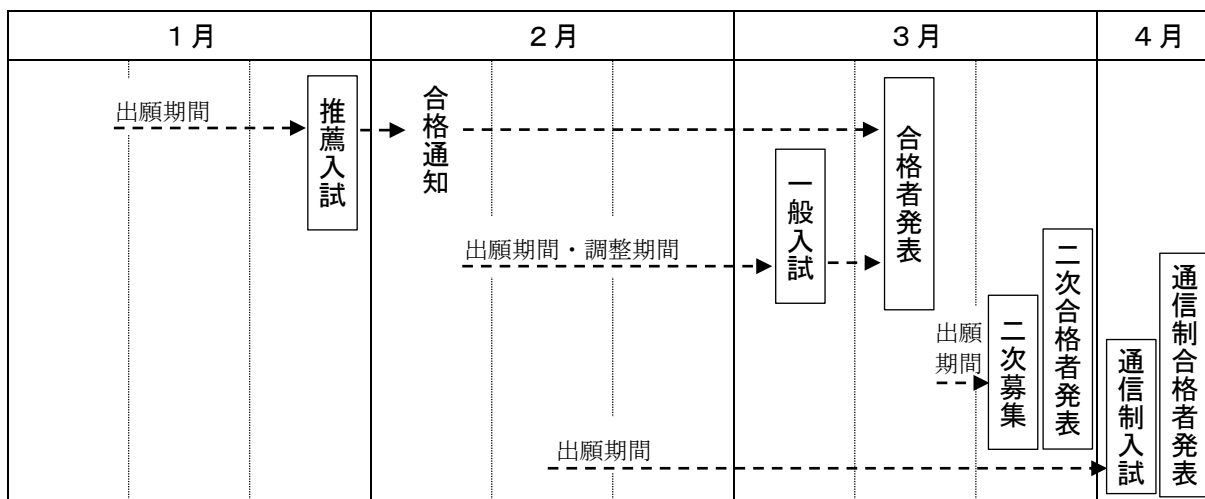 1月
2月
3月
4月
出願期間
推薦入試
合格通知
合格者発表
一般入試
出願期間・調整期間
出願
期間
二次募集
二次合格者発表
出願期間
通信制入試
通信制合格者発表